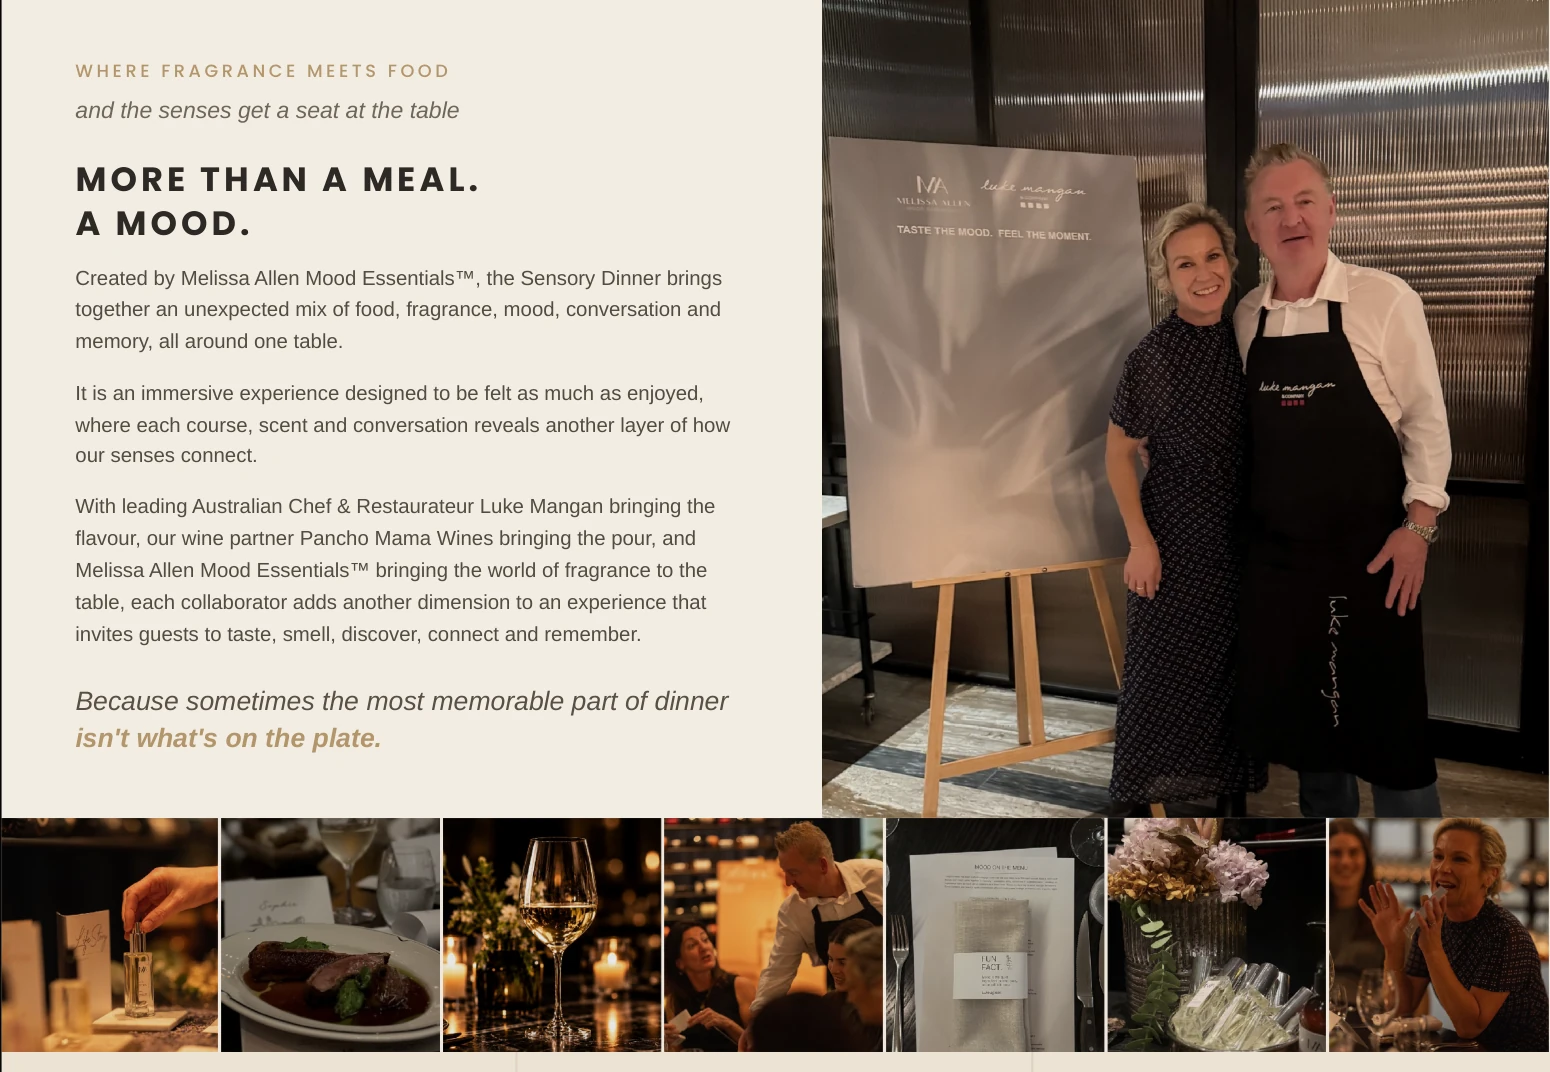 WHERE FRAGRANCE MEETS FOOD
and the senses get a seat at the table
MORE THAN A MEAL.
A MOOD.
Created by Melissa Allen Mood Essentials™, the Sensory Dinner brings
together an unexpected mix of food, fragrance, mood, conversation and
memory, all around one table.
It is an immersive experience designed to be felt as much as enjoyed,
where each course, scent and conversation reveals another layer of how
our senses connect.
With leading Australian Chef & Restaurateur Luke Mangan bringing the
flavour, our wine partner Pancho Mama Wines bringing the pour, and
Melissa Allen Mood Essentials™ bringing the world of fragrance to the
table, each collaborator adds another dimension to an experience that
invites guests to taste, smell, discover, connect and remember.
Because sometimes the most memorable part of dinner
isn't what's on the plate.
MA
MELISSA ALLEN
luke mangan
& COMPANY
TASTE THE MOOD. FEEL THE MOMENT.
luke mangan
& COMPANY
luke mangan
Life Story
Sophie
MOOD ON THE MENU
FUN
FACT.